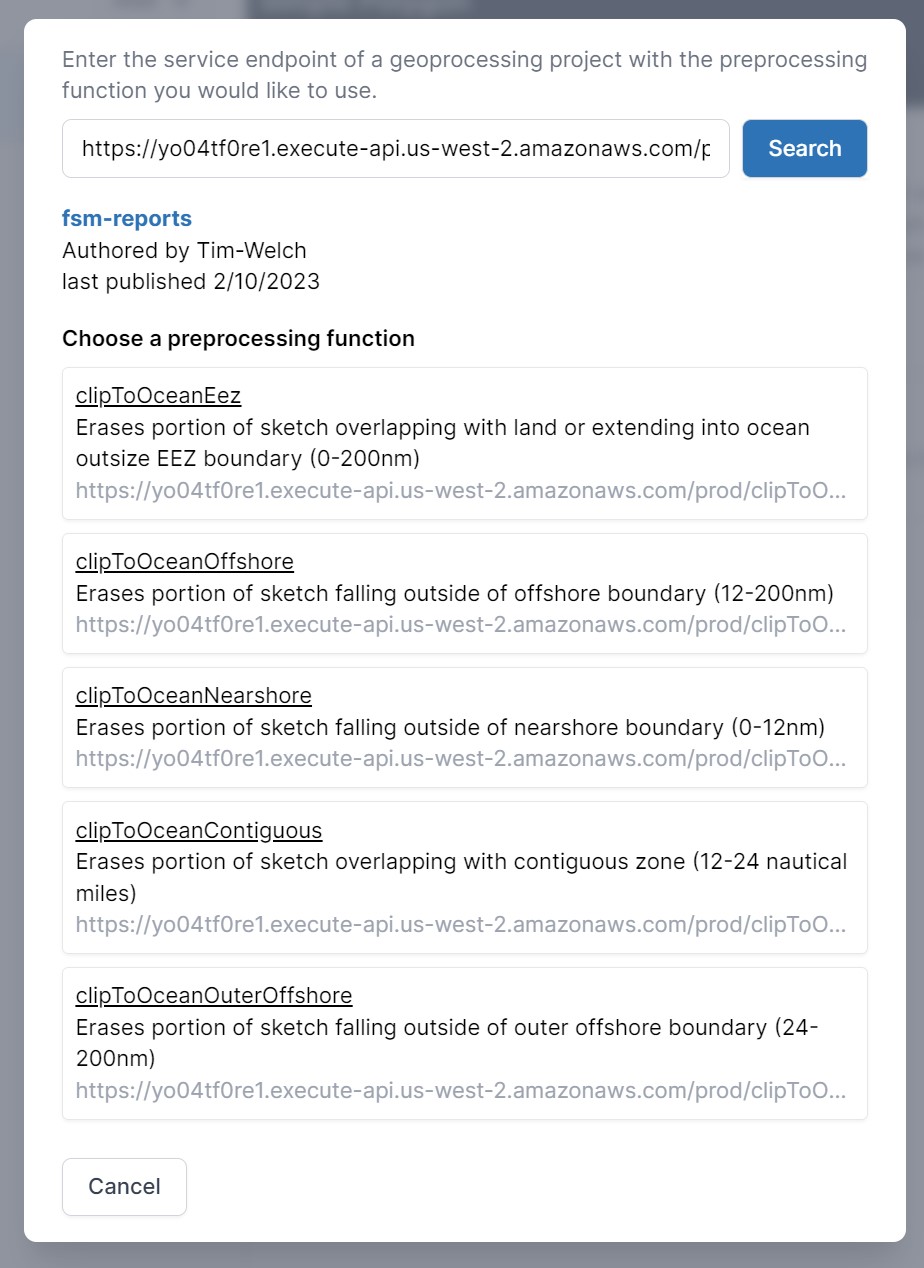 Enter the service endpoint of a geoprocessing project with the preprocessing
function you would like to use.
https://yo04tf0re1.execute-api.us-west-2.amazonaws.com/p
Search
fsm-reports
Authored by Tim-Welch
last published 2/10/2023
Choose a preprocessing function
clipToOceanEez
Erases portion of sketch overlapping with land or extending into ocean
outsize EEZ boundary (0-200nm)
https://yo04tf0re1.execute-api.us-west-2.amazonaws.com/prod/clipToO...
clipToOceanOffshore
Erases portion of sketch falling outside of offshore boundary (12-200nm)
https://yo04tf0re1.execute-api.us-west-2.amazonaws.com/prod/clipToO...
clipToOceanNearshore
Erases portion of sketch falling outside of nearshore boundary (0-12nm)
https://yo04tf0re1.execute-api.us-west-2.amazonaws.com/prod/clipToO...
clipToOceanContiguous
Erases portion of sketch overlapping with contiguous zone (12-24 nautical
miles)
https://yo04tf0re1.execute-api.us-west-2.amazonaws.com/prod/clipToO...
clipToOceanOuterOffshore
Erases portion of sketch falling outside of outer offshore boundary (24-
200nm)
https://yo04tf0re1.execute-api.us-west-2.amazonaws.com/prod/clipToO...
Cancel